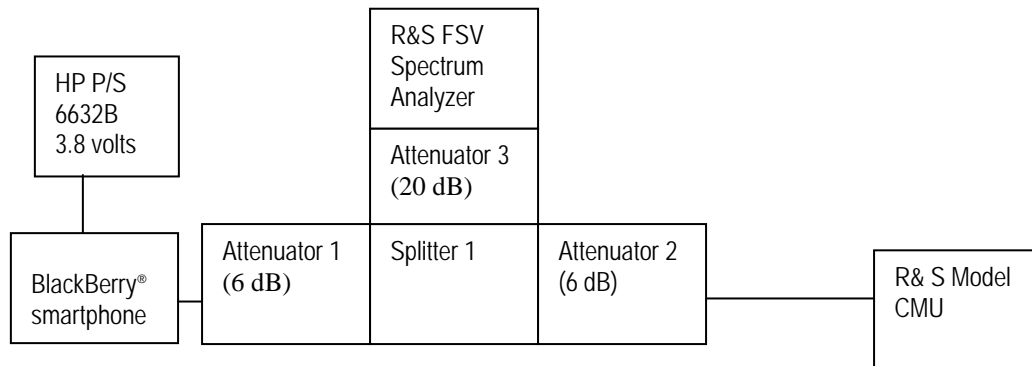 R&S FSV
Spectrum
Analyzer
HP P/S
6632B
3.8 volts
Attenuator 3
(20 dB)
BlackBerry®
smartphone
Attenuator 1
(6 dB)
Splitter 1
Attenuator 2
(6 dB)
R& S Model
CMU